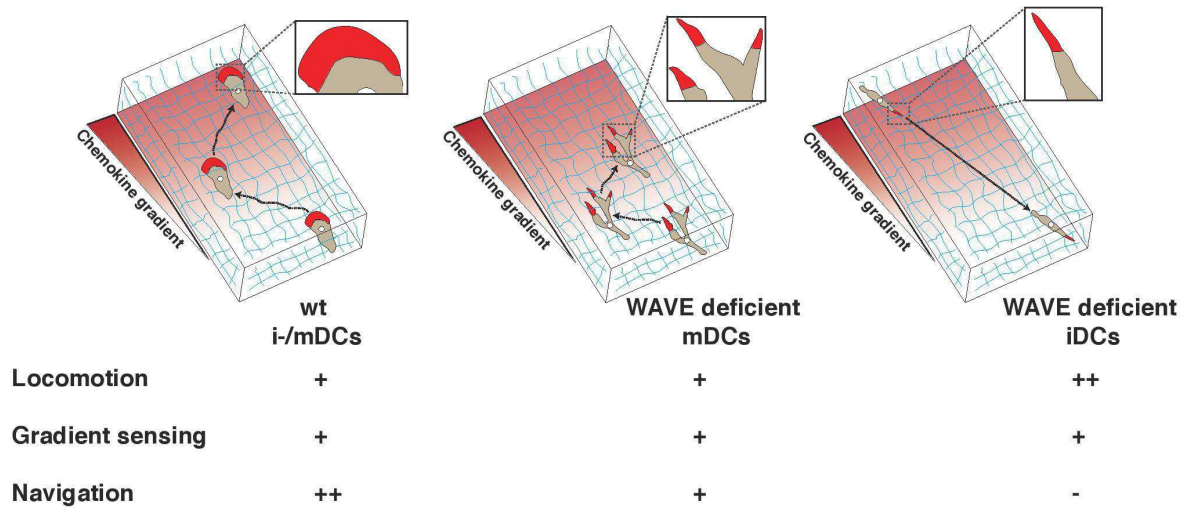 Chemokine gradient
Chemokine gradient
Chemokine gradient
wt
i-/mDCs
WAVE deficient
mDCs
WAVE deficient
iDCs
Locomotion + + ++
Gradient sensing + + +
Navigation ++ + -